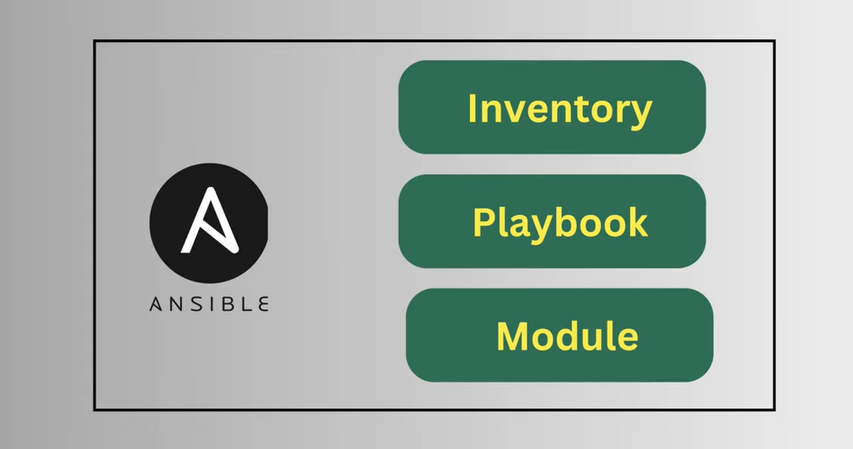 Inventory
Playbook
Module
ANSIBLE